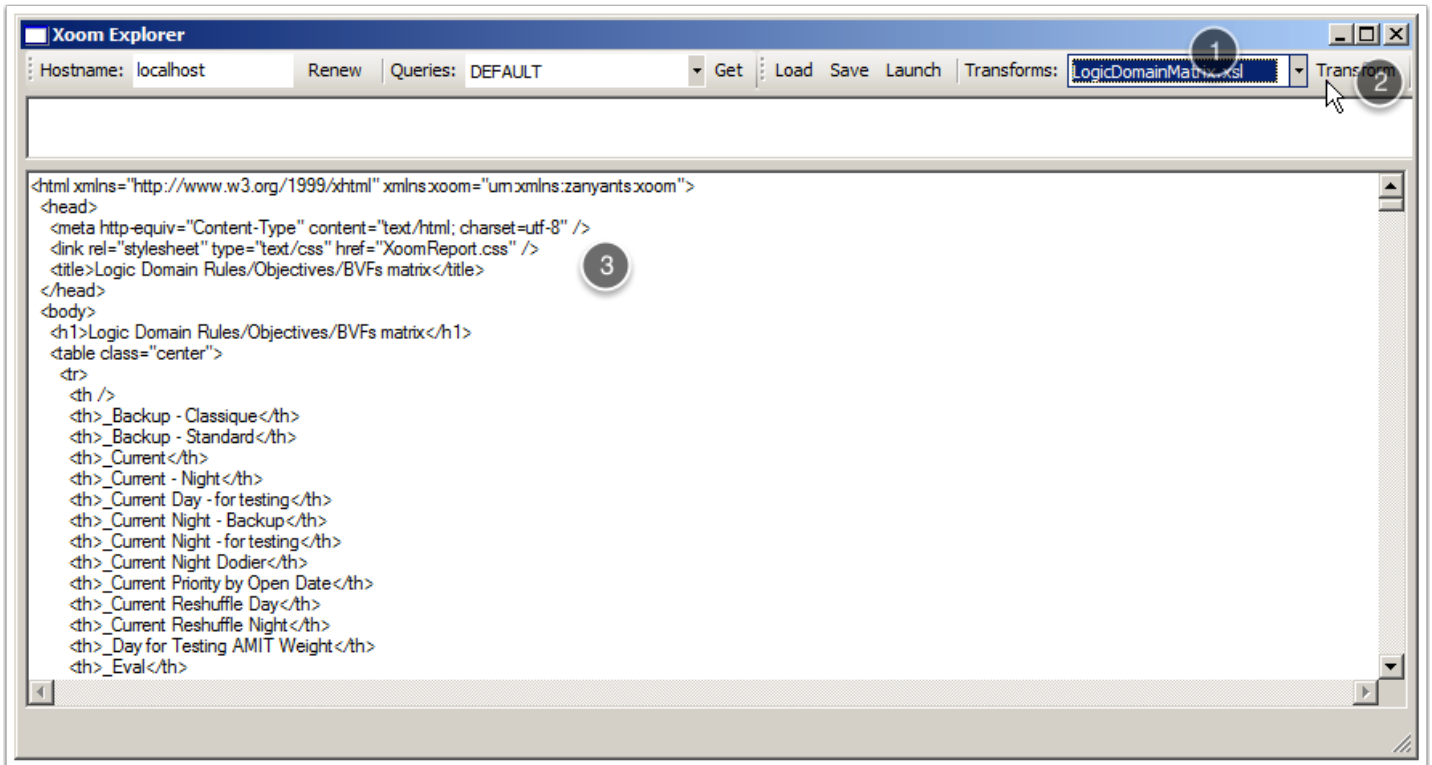 Xoom Explorer
Hostname: localhost Renew Queries: DEFAULT Get Load Save Launch Transforms: LogicDomainMatrix.xsl Transform
1
2
<html xmlns="http://www.w3.org/1999/xhtml" xmlns:xoom="urn:xmlns:zanyants:xoom">
<head>
<meta http-equiv="Content-Type" content="text/html; charset=utf-8" />
<link rel="stylesheet" type="text/css" href="XoomReport.css" />
3
<title>Logic Domain Rules/Objectives/BVFs matrix</title>
</head>
<body>
<h1>Logic Domain Rules/Objectives/BVFs matrix</h1>
<table class="center">
<tr>
<th />
<th>_Backup - Classique</th>
<th>_Backup - Standard</th>
<th>_Current</th>
<th>_Current - Night</th>
<th>_Current Day - for testing</th>
<th>_Current Night - Backup</th>
<th>_Current Night - for testing</th>
<th>_Current Night Dodier</th>
<th>_Current Priority by Open Date</th>
<th>_Current Reshuffle Day</th>
<th>_Current Reshuffle Night</th>
<th>_Day for Testing AMIT Weight</th>
<th>_Eval</th>